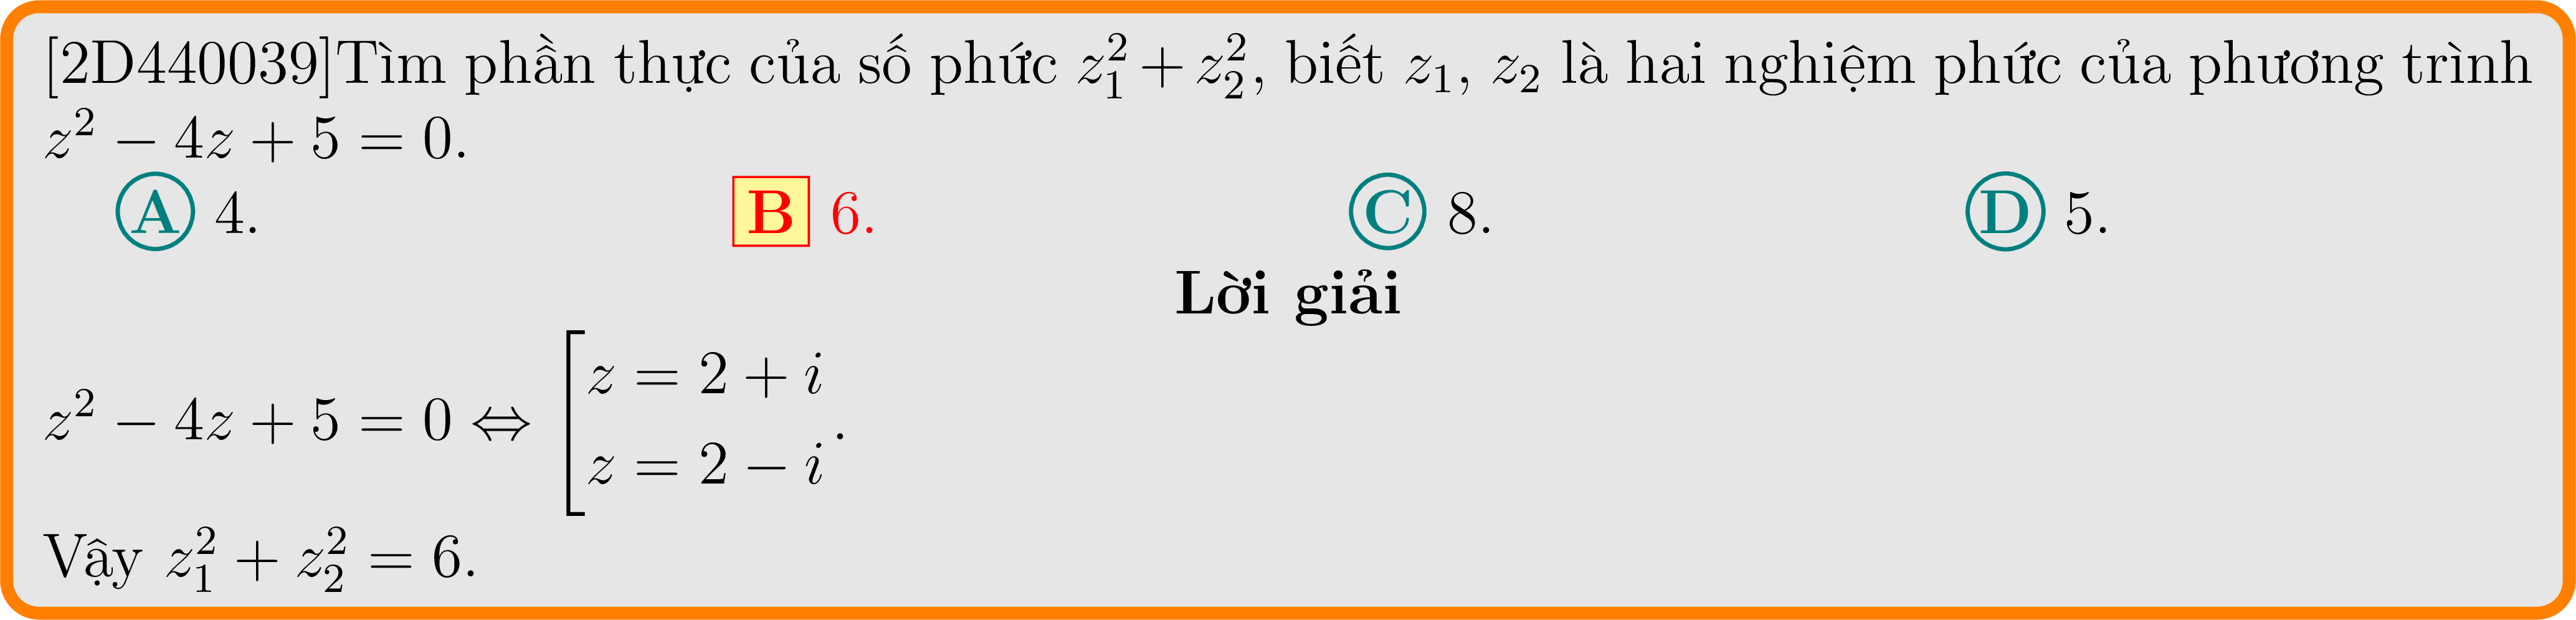 [2D440039]Tìm phần thực của số phức $z_1^2 + z_2^2$, biết $z_1$, $z_2$ là hai nghiệm phức của phương trình
$z^2 - 4z + 5 = 0$.
A 4. B 6. C 8. D 5.
Lời giải
$z^2 - 4z + 5 = 0 \Leftrightarrow \left[\begin{array}{l} z = 2 + i \\ z = 2 - i \end{array}\right.$.
Vậy $z_1^2 + z_2^2 = 6$.